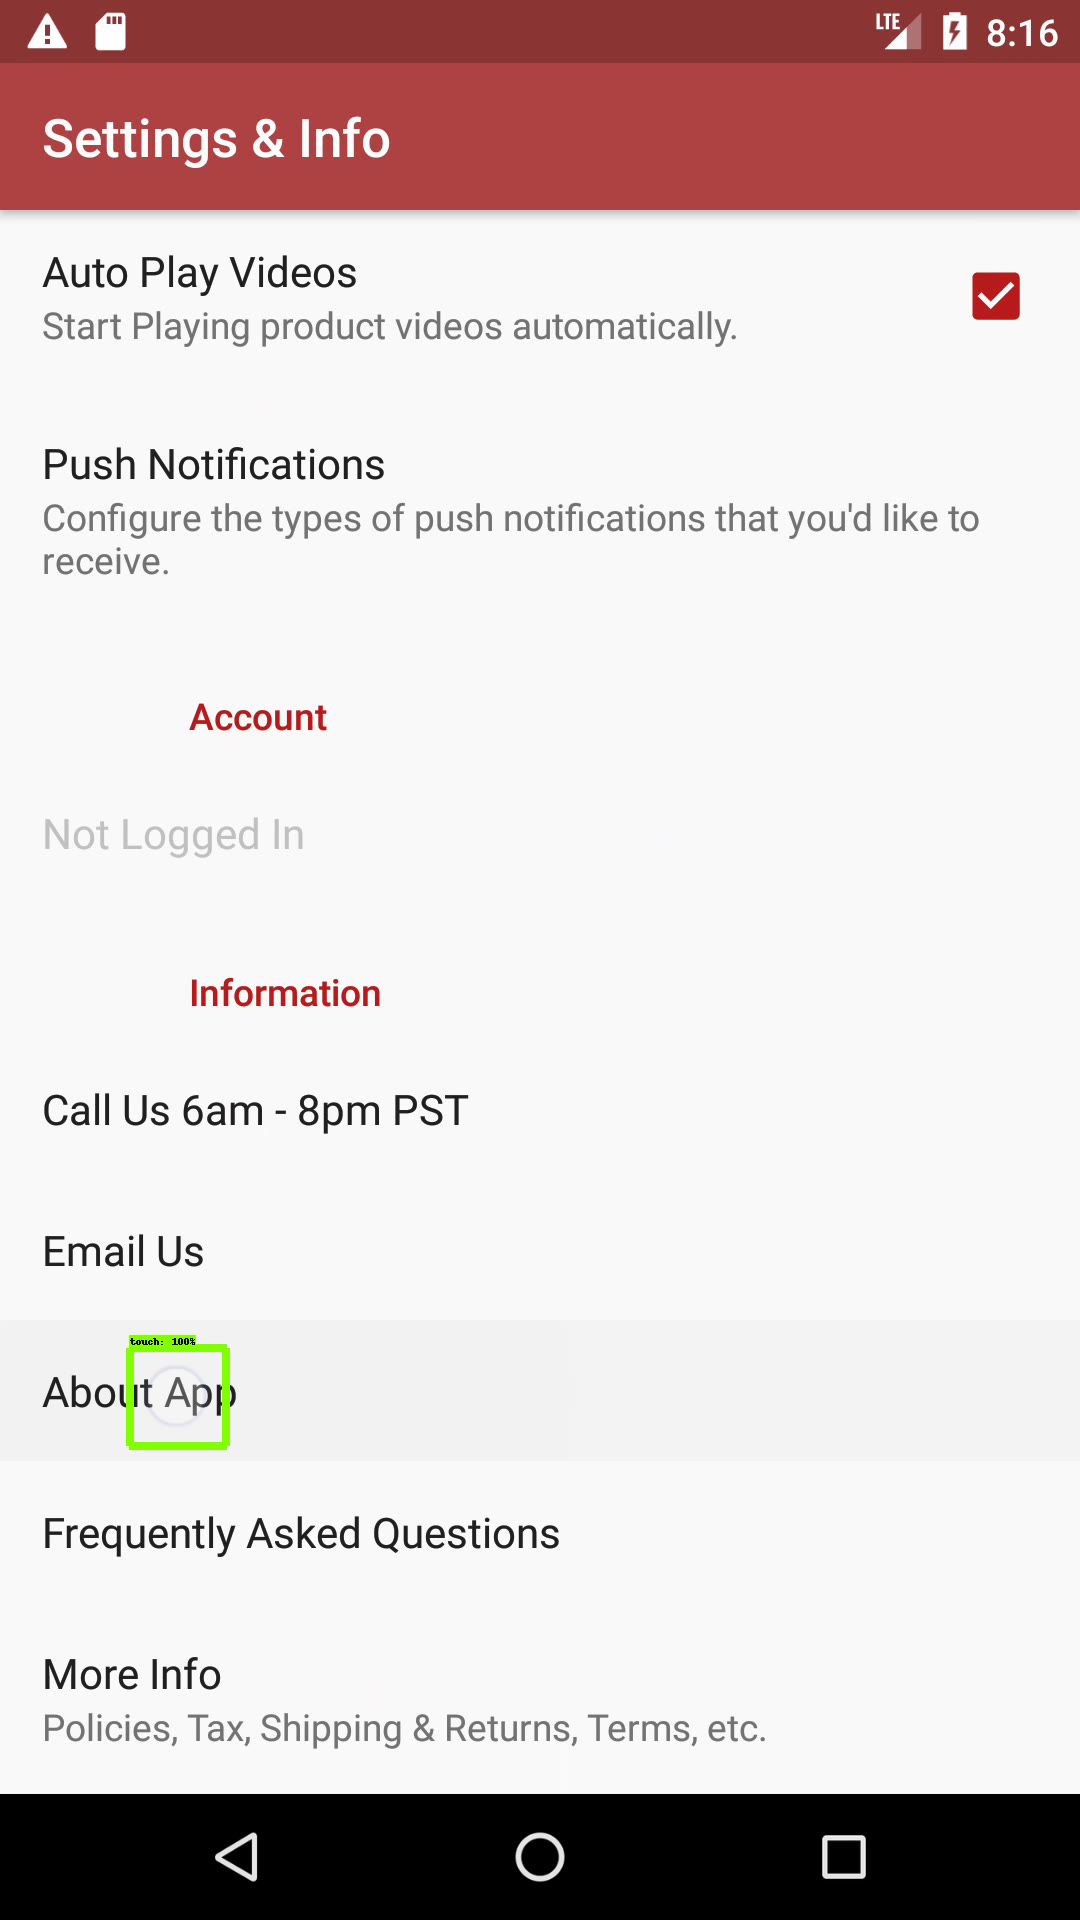 LTE 8:16
Settings & Info
Auto Play Videos
Start Playing product videos automatically.
Push Notifications
Configure the types of push notifications that you'd like to
receive.
Account
Not Logged In
Information
Call Us 6am - 8pm PST
Email Us
touch: 100%
About App
Frequently Asked Questions
More Info
Policies, Tax, Shipping & Returns, Terms, etc.